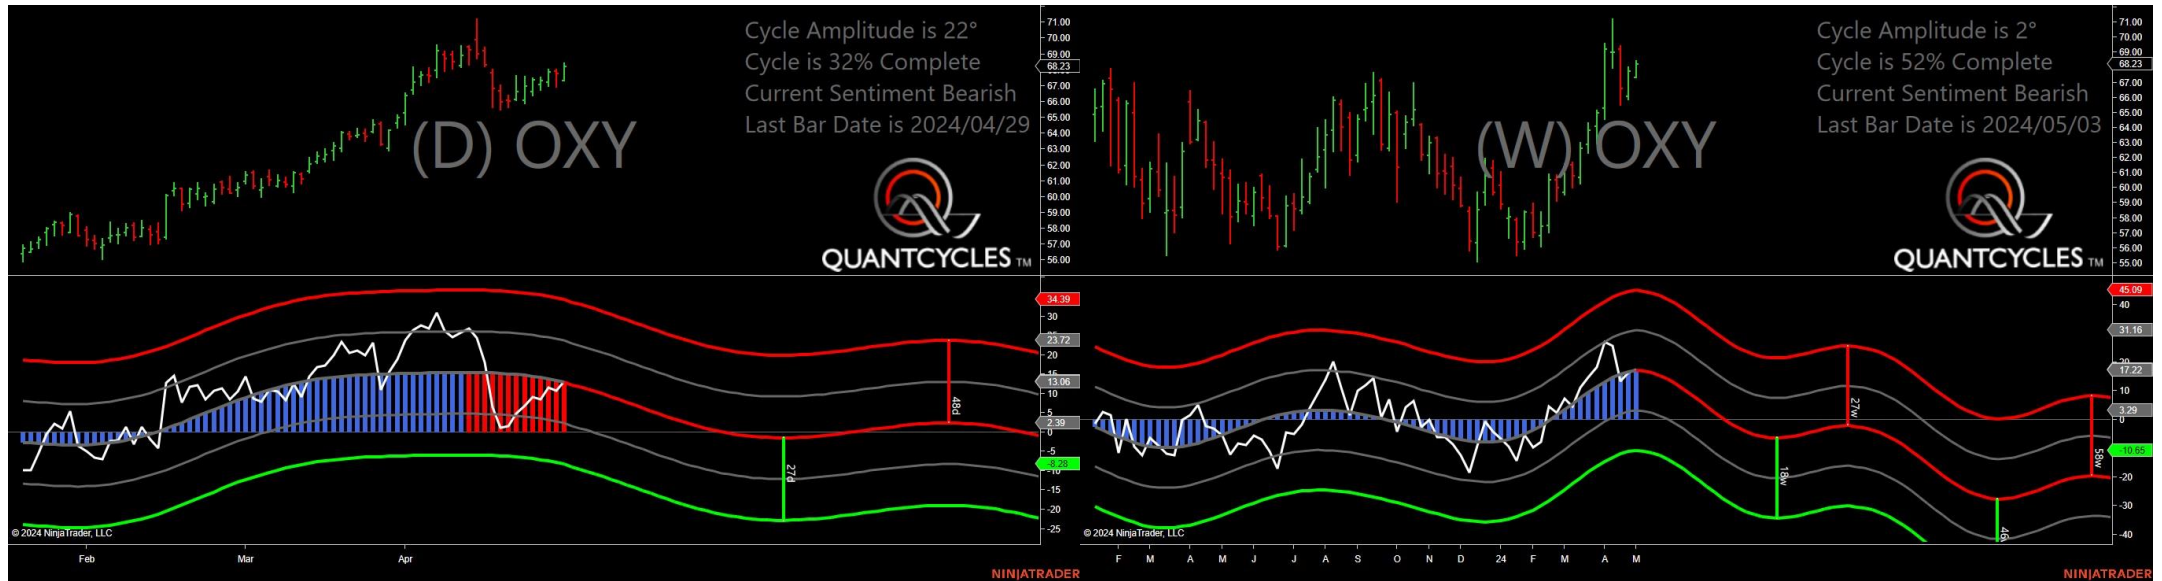 Cycle Amplitude is 22°
Cycle is 32% Complete
Current Sentiment Bearish
Last Bar Date is 2024/04/29
(D) OXY
QUANTCYCLES TM
71.00
70.00
69.00
68.23
67.00
66.00
65.00
64.00
63.00
62.00
61.00
60.00
59.00
58.00
57.00
56.00
34.39
30
23.72
20
15
13.06
10
5
2.39
0
-5
-8.28
-10
-15
-20
-25
48d
27d
© 2024 NinjaTrader, LLC
Feb Mar Apr
NINJATRADER
Cycle Amplitude is 2°
Cycle is 52% Complete
Current Sentiment Bearish
Last Bar Date is 2024/05/03
(W) OXY
QUANTCYCLES TM
71.00
70.00
69.00
68.23
67.00
66.00
65.00
64.00
63.00
62.00
61.00
60.00
59.00
58.00
57.00
56.00
55.00
45.09
40
31.16
20
17.22
10
3.29
0
-10.65
-20
-30
-40
27w
18w
58w
© 2024 NinjaTrader, LLC
F M A M J J A S O N D 24 F M A M
NINJATRADER